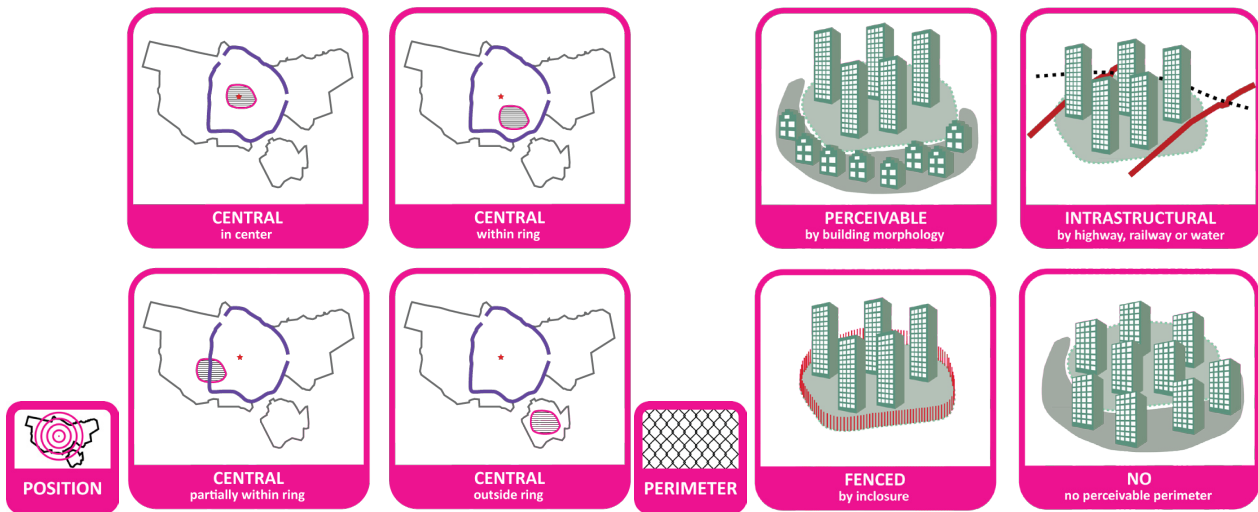 CENTRAL
in center
CENTRAL
within ring
PERCEIVABLE
by building morphology
INTRASTRUCTURAL
by highway, railway or water
POSITION
CENTRAL
partially within ring
CENTRAL
outside ring
PERIMETER
FENCED
by inclosure
NO
no perceivable perimeter